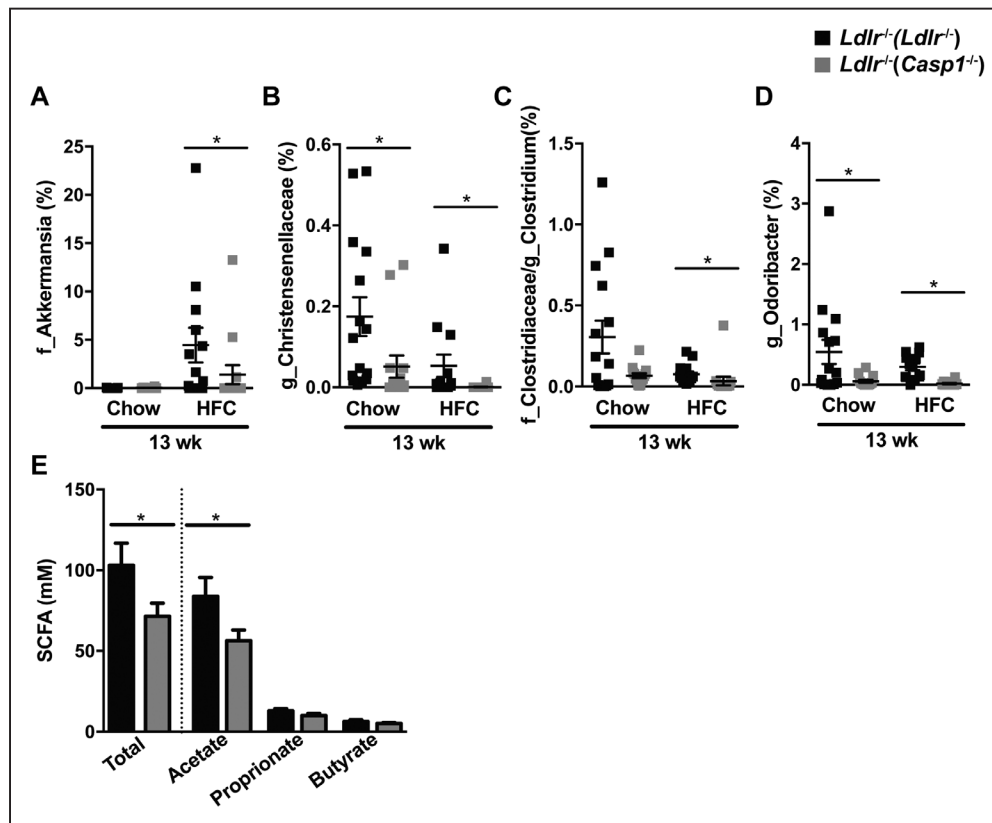 Ldlr-/-(Ldlr-/-)
Ldlr-/-(Casp1-/-)
A
f_Akkermansia (%)
25
20
15
10
5
0
*
Chow HFC
13 wk
B
g_Christensenellaceae (%)
0.6
0.4
0.2
0.0
*
*
Chow HFC
13 wk
C
f_Clostridiaceae/g_Clostridium(%)
1.5
1.0
0.5
0.0
*
Chow HFC
13 wk
D
g_Odoribacter (%)
4
3
2
1
0
*
*
Chow HFC
13 wk
E
SCFA (mM)
150
100
50
0
*
*
Total
Acetate
Proprionate
Butyrate